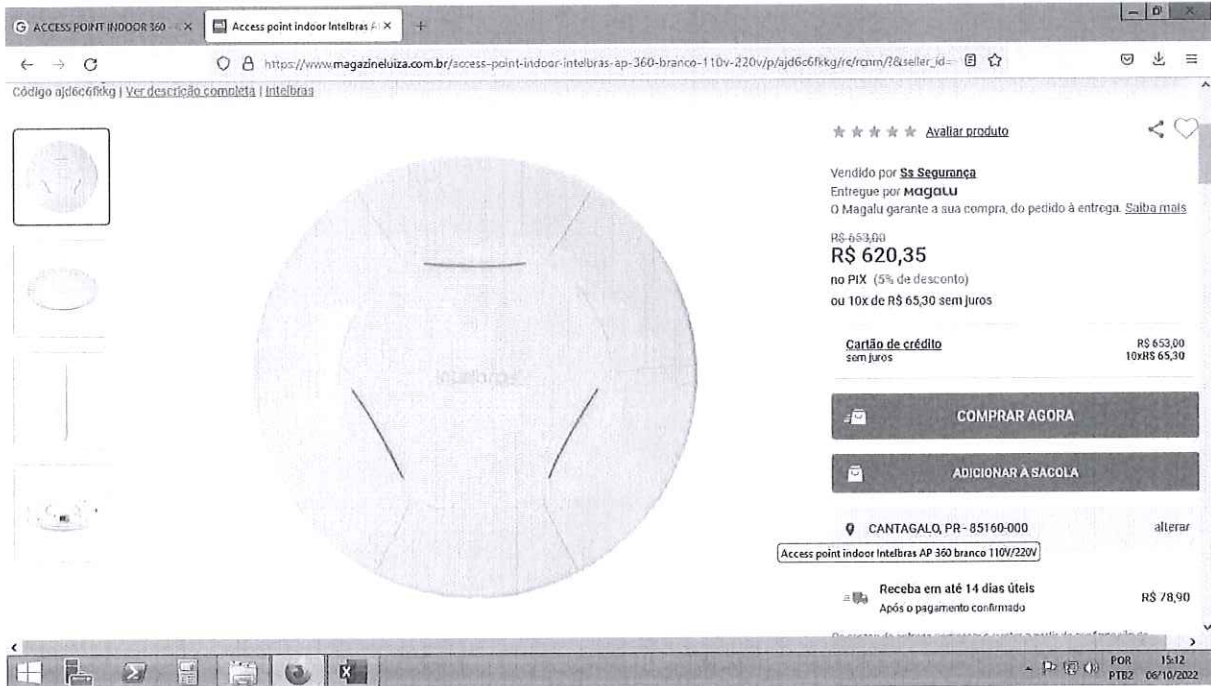 ACCESS POINT INDOOR 360 -
Access point indoor Intelbras A
https://www.magazineluiza.com.br/access-point-indoor-intelbras-ap-360-branco-110v-220v/p/ajd6c6fkkg/rc/rcnm/?&seller_id=
Código ajd6c6fkkg | Ver descrição completa | Intelbras
Avaliar produto
Vendido por Ss Segurança
Entregue por Magalu
O Magalu garante a sua compra, do pedido à entrega. Saiba mais
R$ 653,00
R$ 620,35
no PIX (5% de desconto)
ou 10x de R$ 65,30 sem juros
Cartão de crédito R$ 653,00
sem juros 10xR$ 65,30
COMPRAR AGORA
ADICIONAR À SACOLA
CANTAGALO, PR - 85160-000 alterar
Access point indoor Intelbras AP 360 branco 110V/220V
Receba em até 14 dias úteis R$ 78,90
Após o pagamento confirmado
POR 15:12
PTB2 06/10/2022